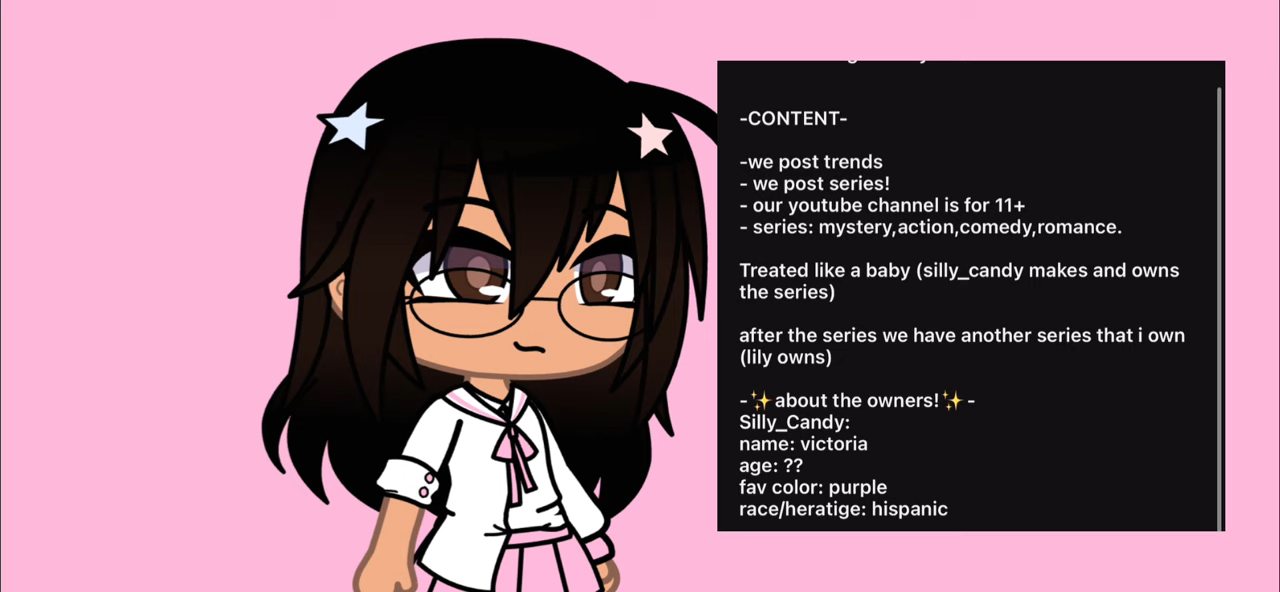 -CONTENT-
-we post trends
- we post series!
- our youtube channel is for 11+
- series: mystery,action,comedy,romance.
Treated like a baby (silly_candy makes and owns
the series)
after the series we have another series that i own
(lily owns)
-✨about the owners!✨-
Silly_Candy:
name: victoria
age: ??
fav color: purple
race/heratige: hispanic